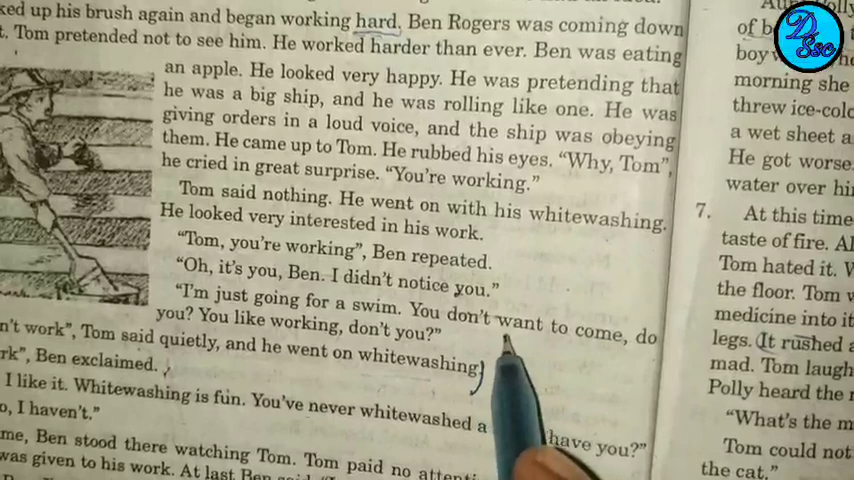 ked up his brush again and began working hard. Ben Rogers was coming down
t. Tom pretended not to see him. He worked harder than ever. Ben was eating
an apple. He looked very happy. He was pretending that
he was a big ship, and he was rolling like one. He was
giving orders in a loud voice, and the ship was obeying
them. He came up to Tom. He rubbed his eyes. “Why, Tom”,
he cried in great surprise. “You're working.”
Tom said nothing. He went on with his whitewashing.
He looked very interested in his work.
“Tom, you're working”, Ben repeated.
“Oh, it's you, Ben. I didn't notice you.”
“I'm just going for a swim. You don't want to come, do
you? You like working, don't you?”
n't work”, Tom said quietly, and he went on whitewashing
rk”, Ben exclaimed.
I like it. Whitewashing is fun. You've never whitewashed a
have you?”
o, I haven't.”
me, Ben stood there watching Tom. Tom paid no attenti
was given to his work. At last Ben said
of b
boy
morning she
threw ice-col
a wet sheet a
He got worse
water over hi
7. At this time
taste of fire. Al
Tom hated it. W
the floor. Tom w
medicine into it
legs. It rushed a
mad. Tom laugh
Polly heard the
“What's the m
Tom could not
the cat.”
D
Ssc